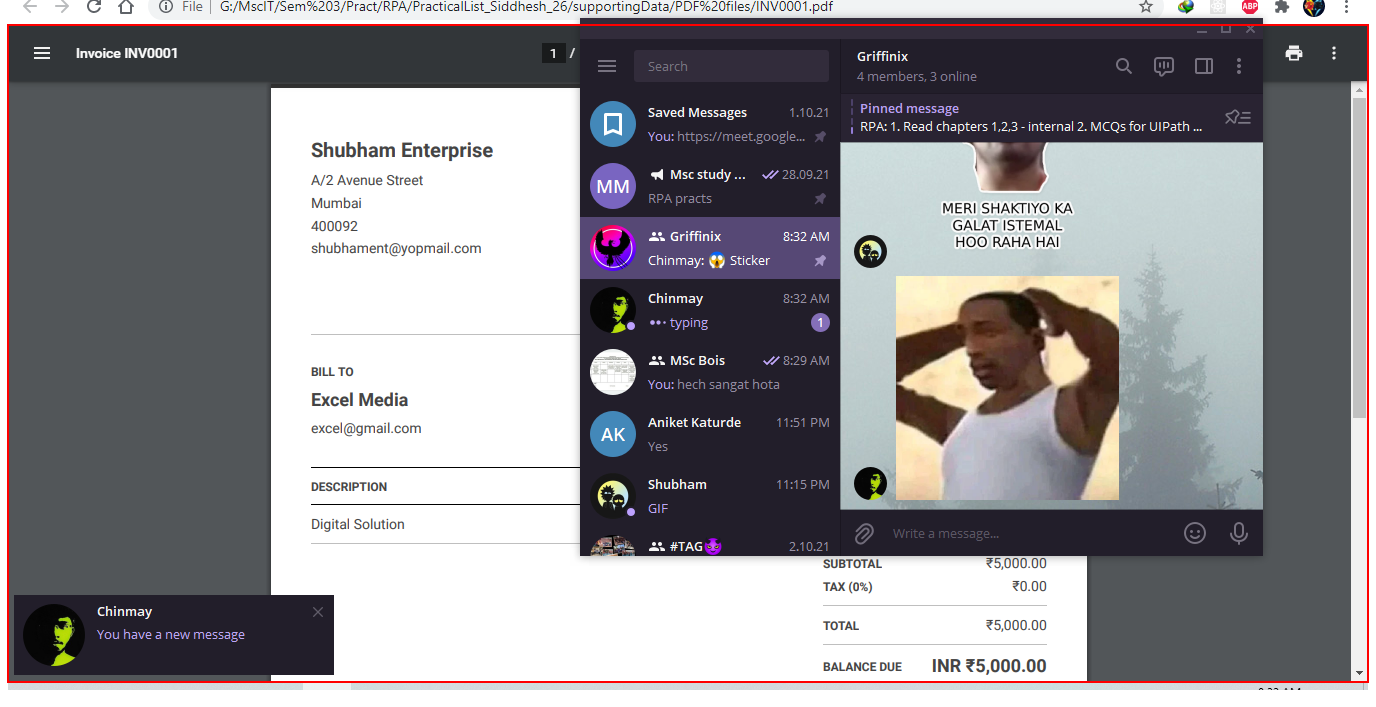 File G:/MscIT/Sem%203/Pract/RPA/PracticalList_Siddhesh_26/supportingData/PDF%20files/INV0001.pdf
ABP
Invoice INV0001
1 /
Shubham Enterprise
A/2 Avenue Street
Mumbai
400092
shubhament@yopmail.com
BILL TO
Excel Media
excel@gmail.com
DESCRIPTION
Digital Solution
SUBTOTAL ₹5,000.00
TAX (0%) ₹0.00
TOTAL ₹5,000.00
BALANCE DUE INR ₹5,000.00
Search
Saved Messages 1.10.21
You: https://meet.google...
MM
Msc study ... 28.09.21
RPA practs
Griffinix 8:32 AM
Chinmay: 😱 Sticker
Chinmay 8:32 AM
typing 1
MSc Bois 8:29 AM
You: hech sangat hota
AK
Aniket Katurde 11:51 PM
Yes
Shubham 11:15 PM
GIF
#TAG😈 2.10.21
Griffinix
4 members, 3 online
Pinned message
RPA: 1. Read chapters 1,2,3 - internal 2. MCQs for UIPath ...
MERI SHAKTIYO KA
GALAT ISTEMAL
HOO RAHA HAI
Write a message...
Chinmay
You have a new message